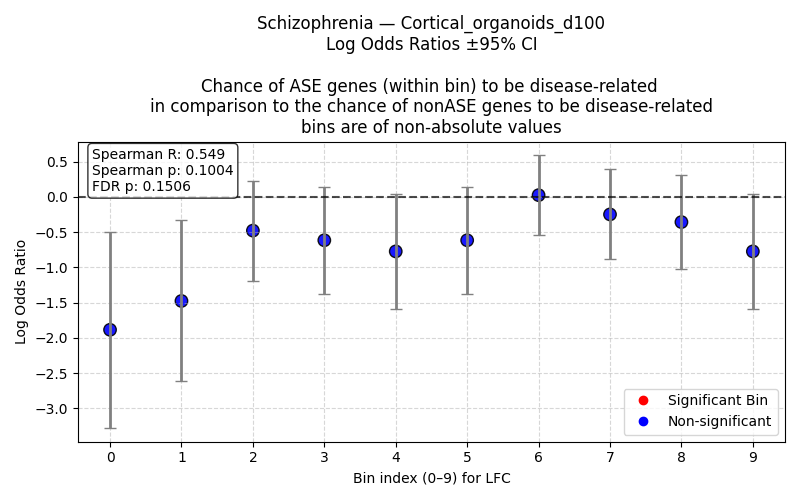 Schizophrenia — Cortical_organoids_d100
Log Odds Ratios ±95% CI
Chance of ASE genes (within bin) to be disease-related
in comparison to the chance of nonASE genes to be disease-related
bins are of non-absolute values
Spearman R: 0.549
Spearman p: 0.1004
FDR p: 0.1506
Log Odds Ratio
0.5
0.0
−0.5
−1.0
−1.5
−2.0
−2.5
−3.0
Significant Bin
Non-significant
0 1 2 3 4 5 6 7 8 9
Bin index (0–9) for LFC